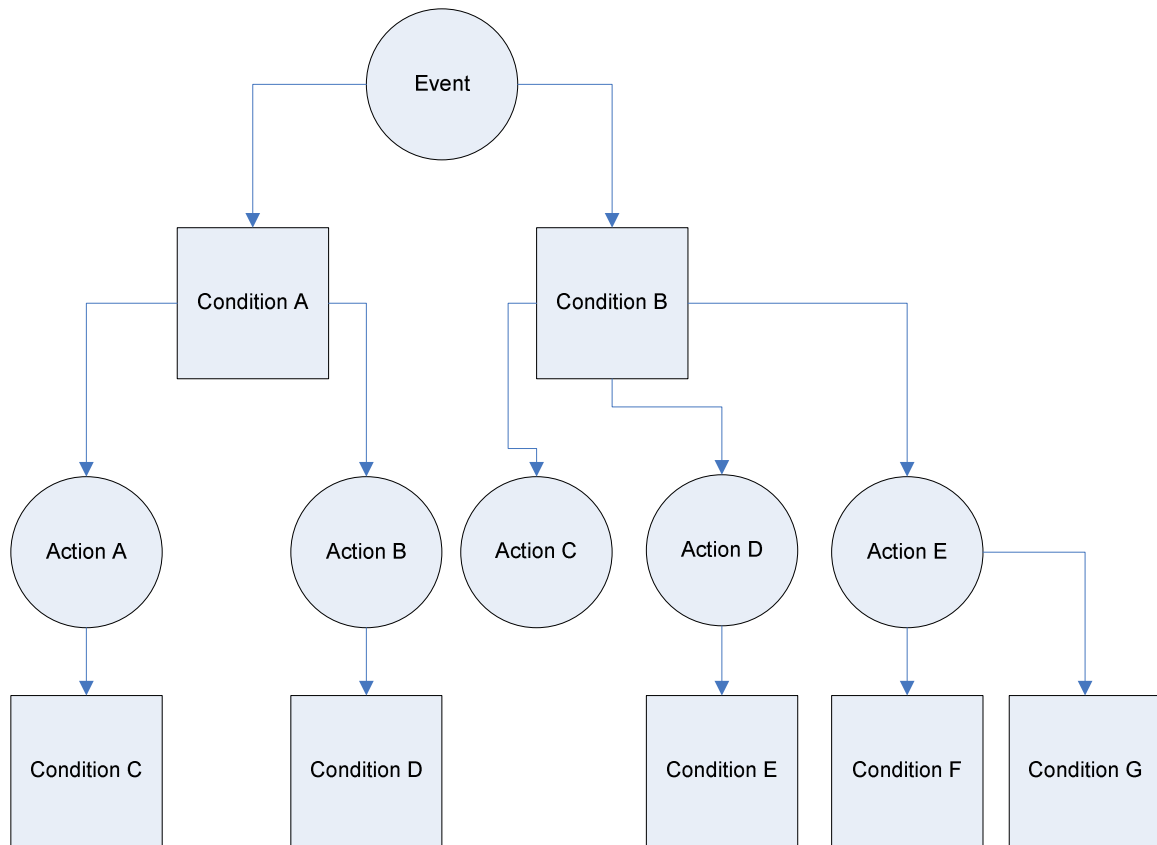 Event
Condition A
Condition B
Action A
Action B
Action C
Action D
Action E
Condition C
Condition D
Condition E
Condition F
Condition G